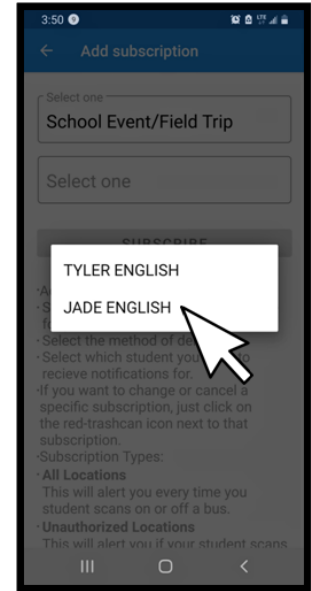 3:50
LTE
Add subscription
Select one
School Event/Field Trip
Select one
SUBSCRIBE
TYLER ENGLISH
JADE ENGLISH
·Select the method of
·Select which student you to
recieve notifications for.
·If you want to change or cancel a
specific subscription, just click on
the red-trashcan icon next to that
subscription.
·Subscription Types:
· All Locations
This will alert you every time you
student scans on or off a bus.
· Unauthorized Locations
This will alert you if your student scans